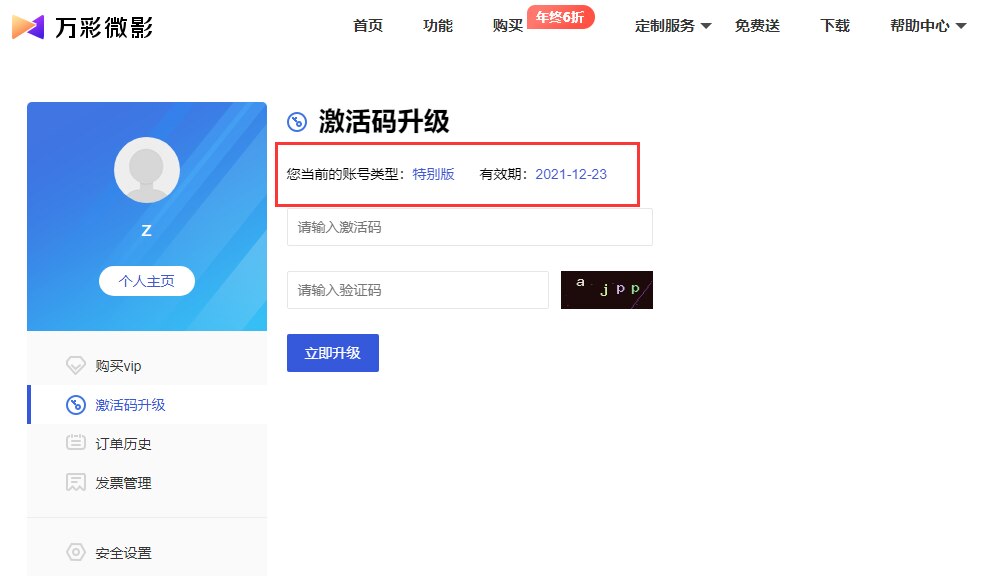 万彩微影
首页 功能 购买 年终6折 定制服务 免费送 下载 帮助中心
z
个人主页
购买vip
激活码升级
订单历史
发票管理
安全设置
激活码升级
您当前的账号类型：特别版 有效期：2021-12-23
请输入激活码
请输入验证码 a j p p
立即升级